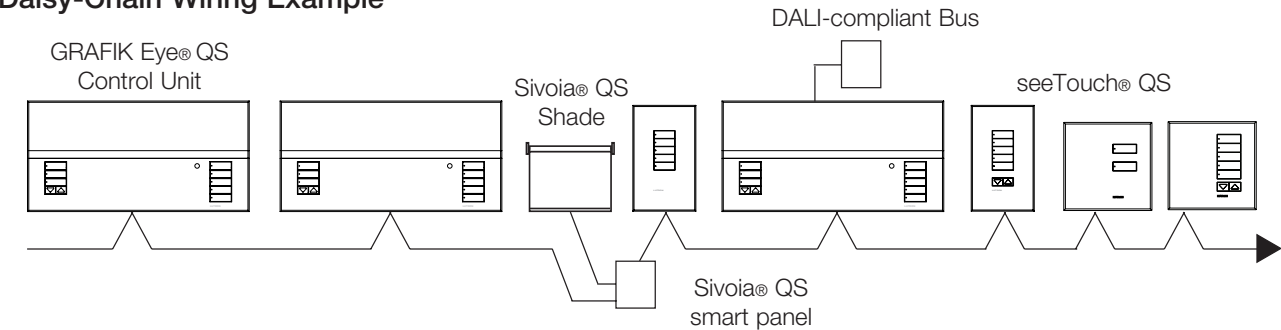 Daisy-Chain Wiring Example
DALI-compliant Bus
GRAFIK Eye® QS
Control Unit
Sivoia® QS
Shade
seeTouch® QS
Sivoia® QS
smart panel